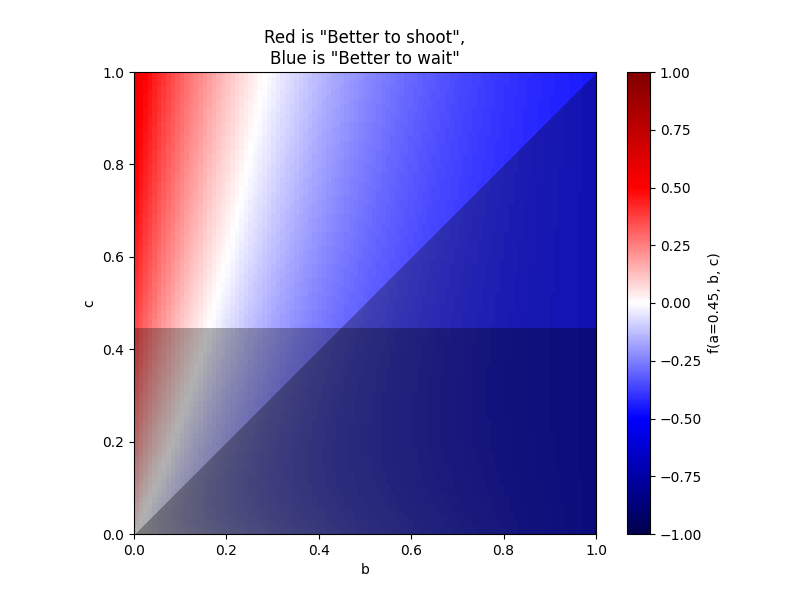 Red is "Better to shoot",
Blue is "Better to wait"
1.0
0.8
0.6
0.4
0.2
0.0
c
0.0 0.2 0.4 0.6 0.8 1.0
b
1.00
0.75
0.50
0.25
0.00
−0.25
−0.50
−0.75
−1.00
f(a=0.45, b, c)